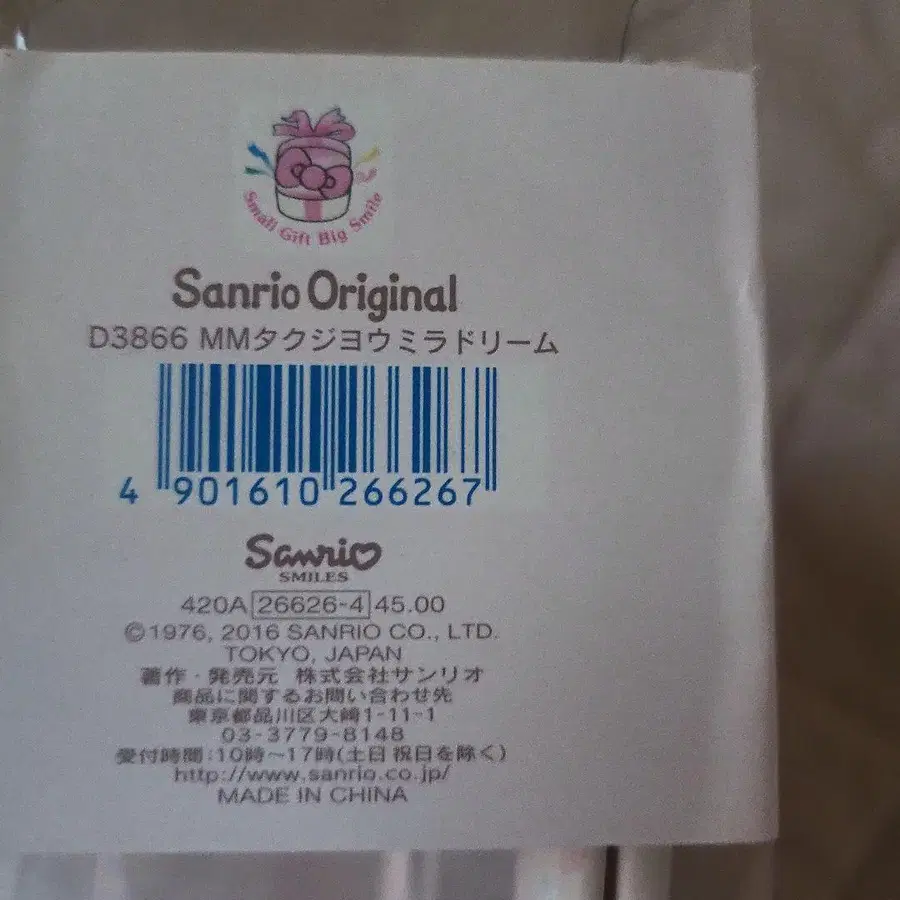 Small Gift Big Smile
Sanrio Original
D3866 MMタクジヨウミラドリーム
4 901610 266267
Sanrio
SMILES
420A 26626-4 45.00
©1976, 2016 SANRIO CO., LTD.
TOKYO, JAPAN
著作・発売元 株式会社サンリオ
商品に関するお問い合わせ先
東京都品川区大崎1-11-1
03-3779-8148
受付時間:10時～17時(土日祝日を除く)
http://www.sanrio.co.jp/
MADE IN CHINA